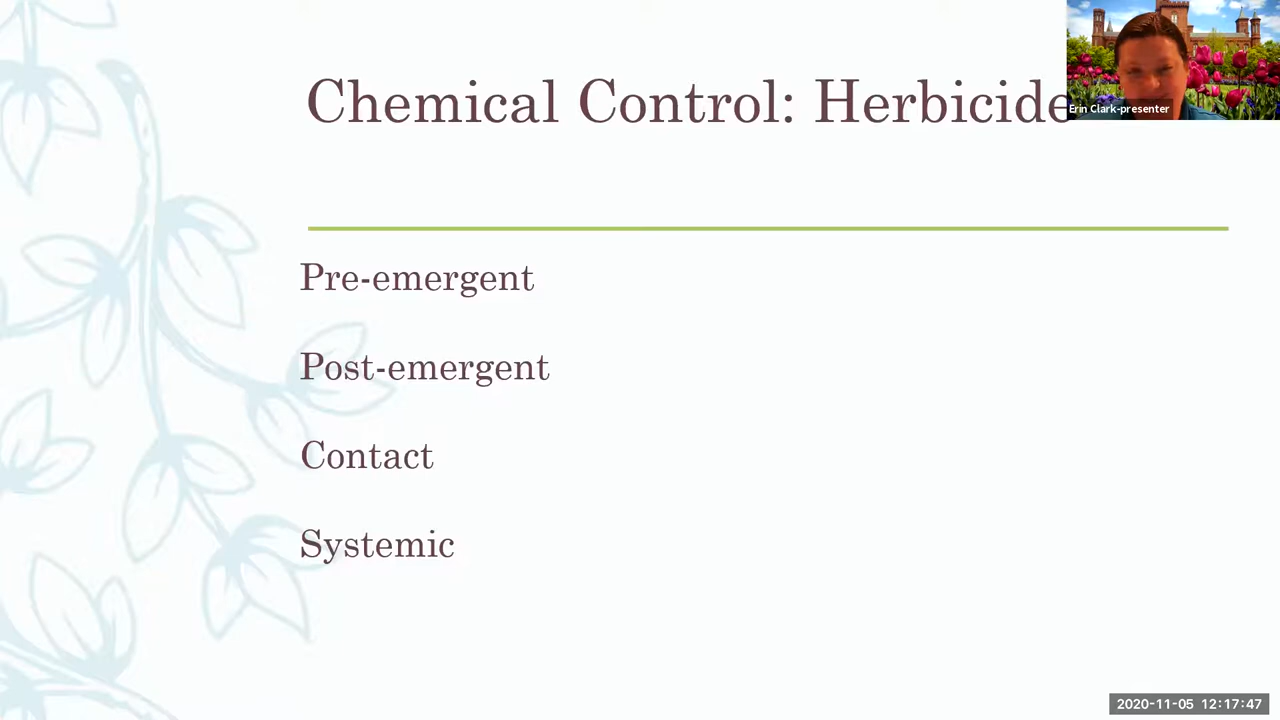 Chemical Control: Herbicide
Erin Clark-presenter
Pre-emergent
Post-emergent
Contact
Systemic
2020-11-05 12:17:47